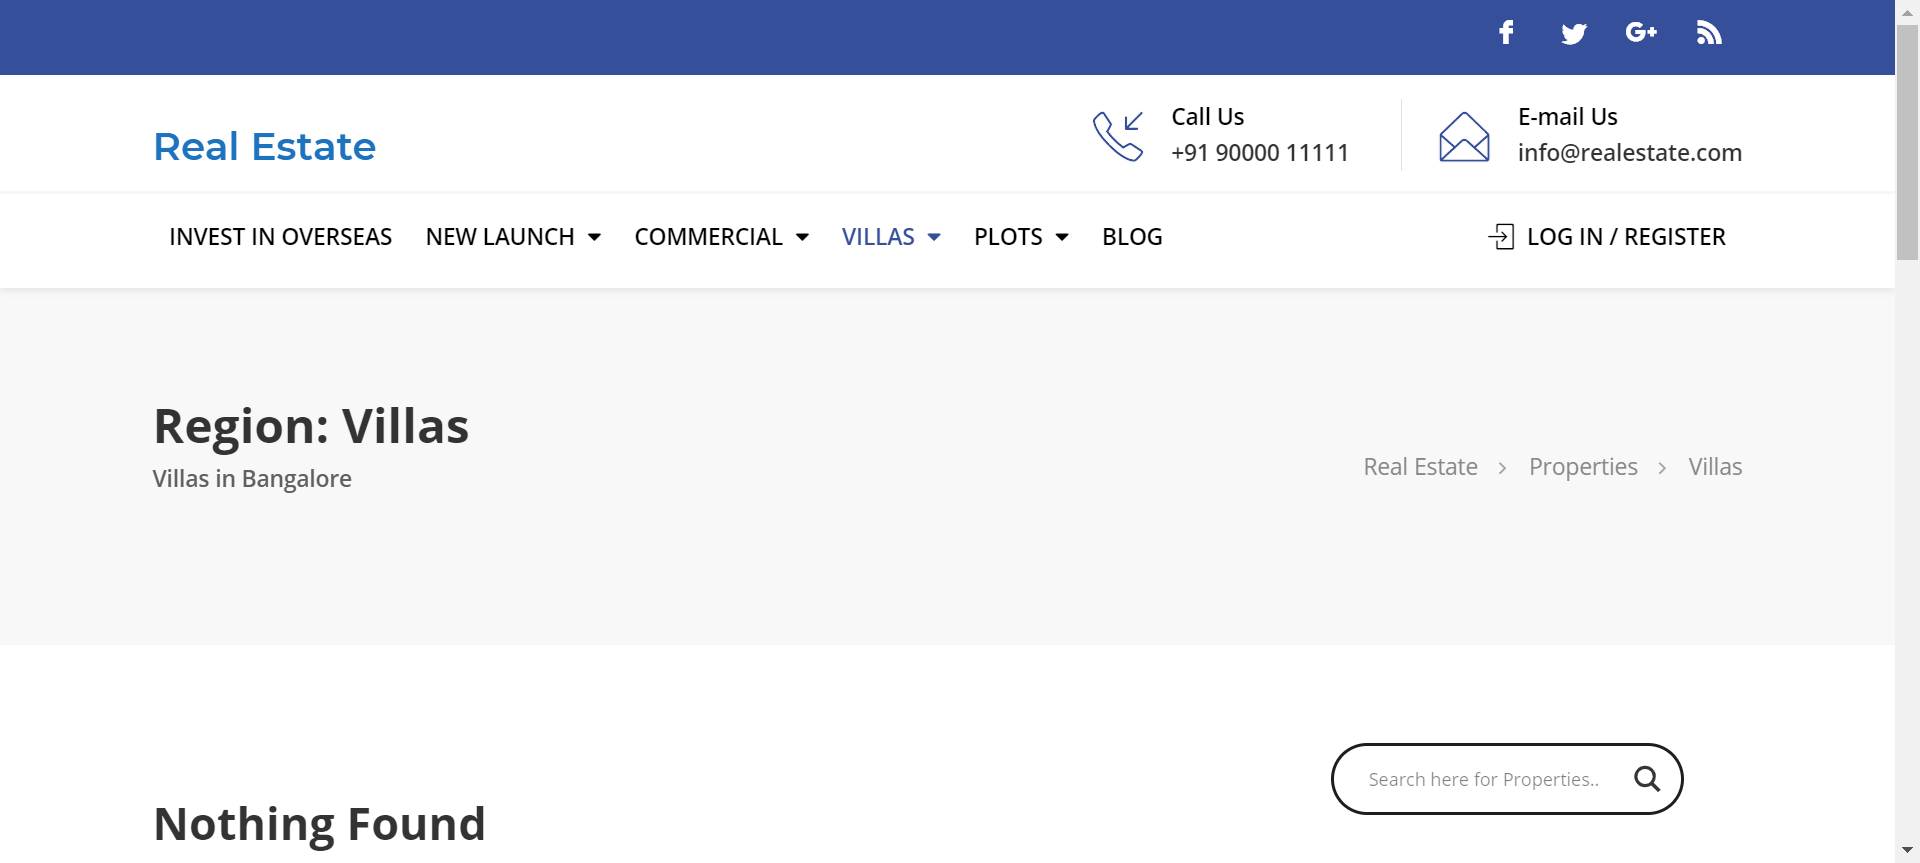 Real Estate
Call Us
+91 90000 11111
E-mail Us
info@realestate.com
INVEST IN OVERSEAS NEW LAUNCH COMMERCIAL VILLAS PLOTS BLOG LOG IN / REGISTER
Region: Villas
Villas in Bangalore
Real Estate > Properties > Villas
Search here for Properties..
Nothing Found